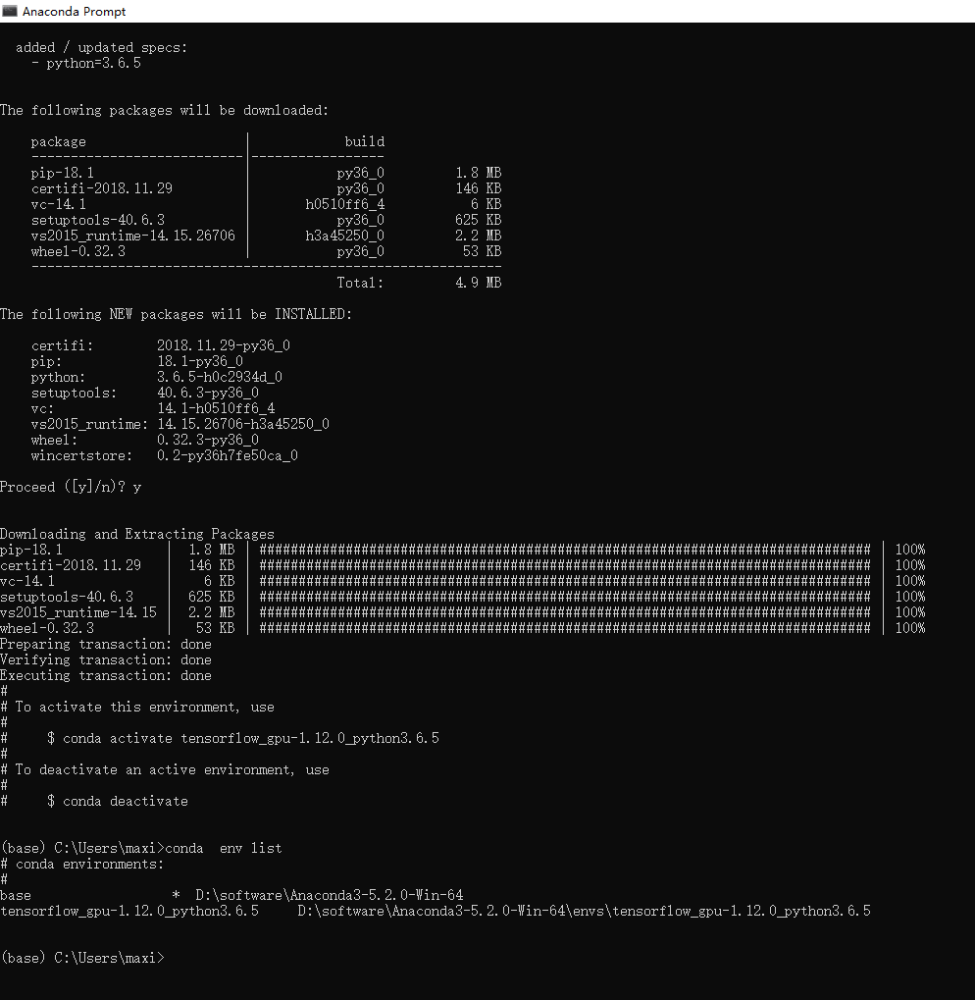 Anaconda Prompt
added / updated specs:
- python=3.6.5
The following packages will be downloaded:
package | build
---------------------------|-----------------
pip-18.1 | py36_0 1.8 MB
certifi-2018.11.29 | py36_0 146 KB
vc-14.1 | h0510ff6_4 6 KB
setuptools-40.6.3 | py36_0 625 KB
vs2015_runtime-14.15.26706 | h3a45250_0 2.2 MB
wheel-0.32.3 | py36_0 53 KB
------------------------------------------------------------
Total: 4.9 MB
The following NEW packages will be INSTALLED:
certifi: 2018.11.29-py36_0
pip: 18.1-py36_0
python: 3.6.5-h0c2934d_0
setuptools: 40.6.3-py36_0
vc: 14.1-h0510ff6_4
vs2015_runtime: 14.15.26706-h3a45250_0
wheel: 0.32.3-py36_0
wincertstore: 0.2-py36h7fe50ca_0
Proceed ([y]/n)? y
Downloading and Extracting Packages
pip-18.1 | 1.8 MB | ############################################################################## | 100%
certifi-2018.11.29 | 146 KB | ############################################################################## | 100%
vc-14.1 | 6 KB | ############################################################################## | 100%
setuptools-40.6.3 | 625 KB | ############################################################################## | 100%
vs2015_runtime-14.15 | 2.2 MB | ############################################################################## | 100%
wheel-0.32.3 | 53 KB | ############################################################################## | 100%
Preparing transaction: done
Verifying transaction: done
Executing transaction: done
#
# To activate this environment, use
#
# $ conda activate tensorflow_gpu-1.12.0_python3.6.5
#
# To deactivate an active environment, use
#
# $ conda deactivate
(base) C:\Users\maxi>conda  env list
# conda environments:
#
base * D:\software\Anaconda3-5.2.0-Win-64
tensorflow_gpu-1.12.0_python3.6.5 D:\software\Anaconda3-5.2.0-Win-64\envs\tensorflow_gpu-1.12.0_python3.6.5
(base) C:\Users\maxi>